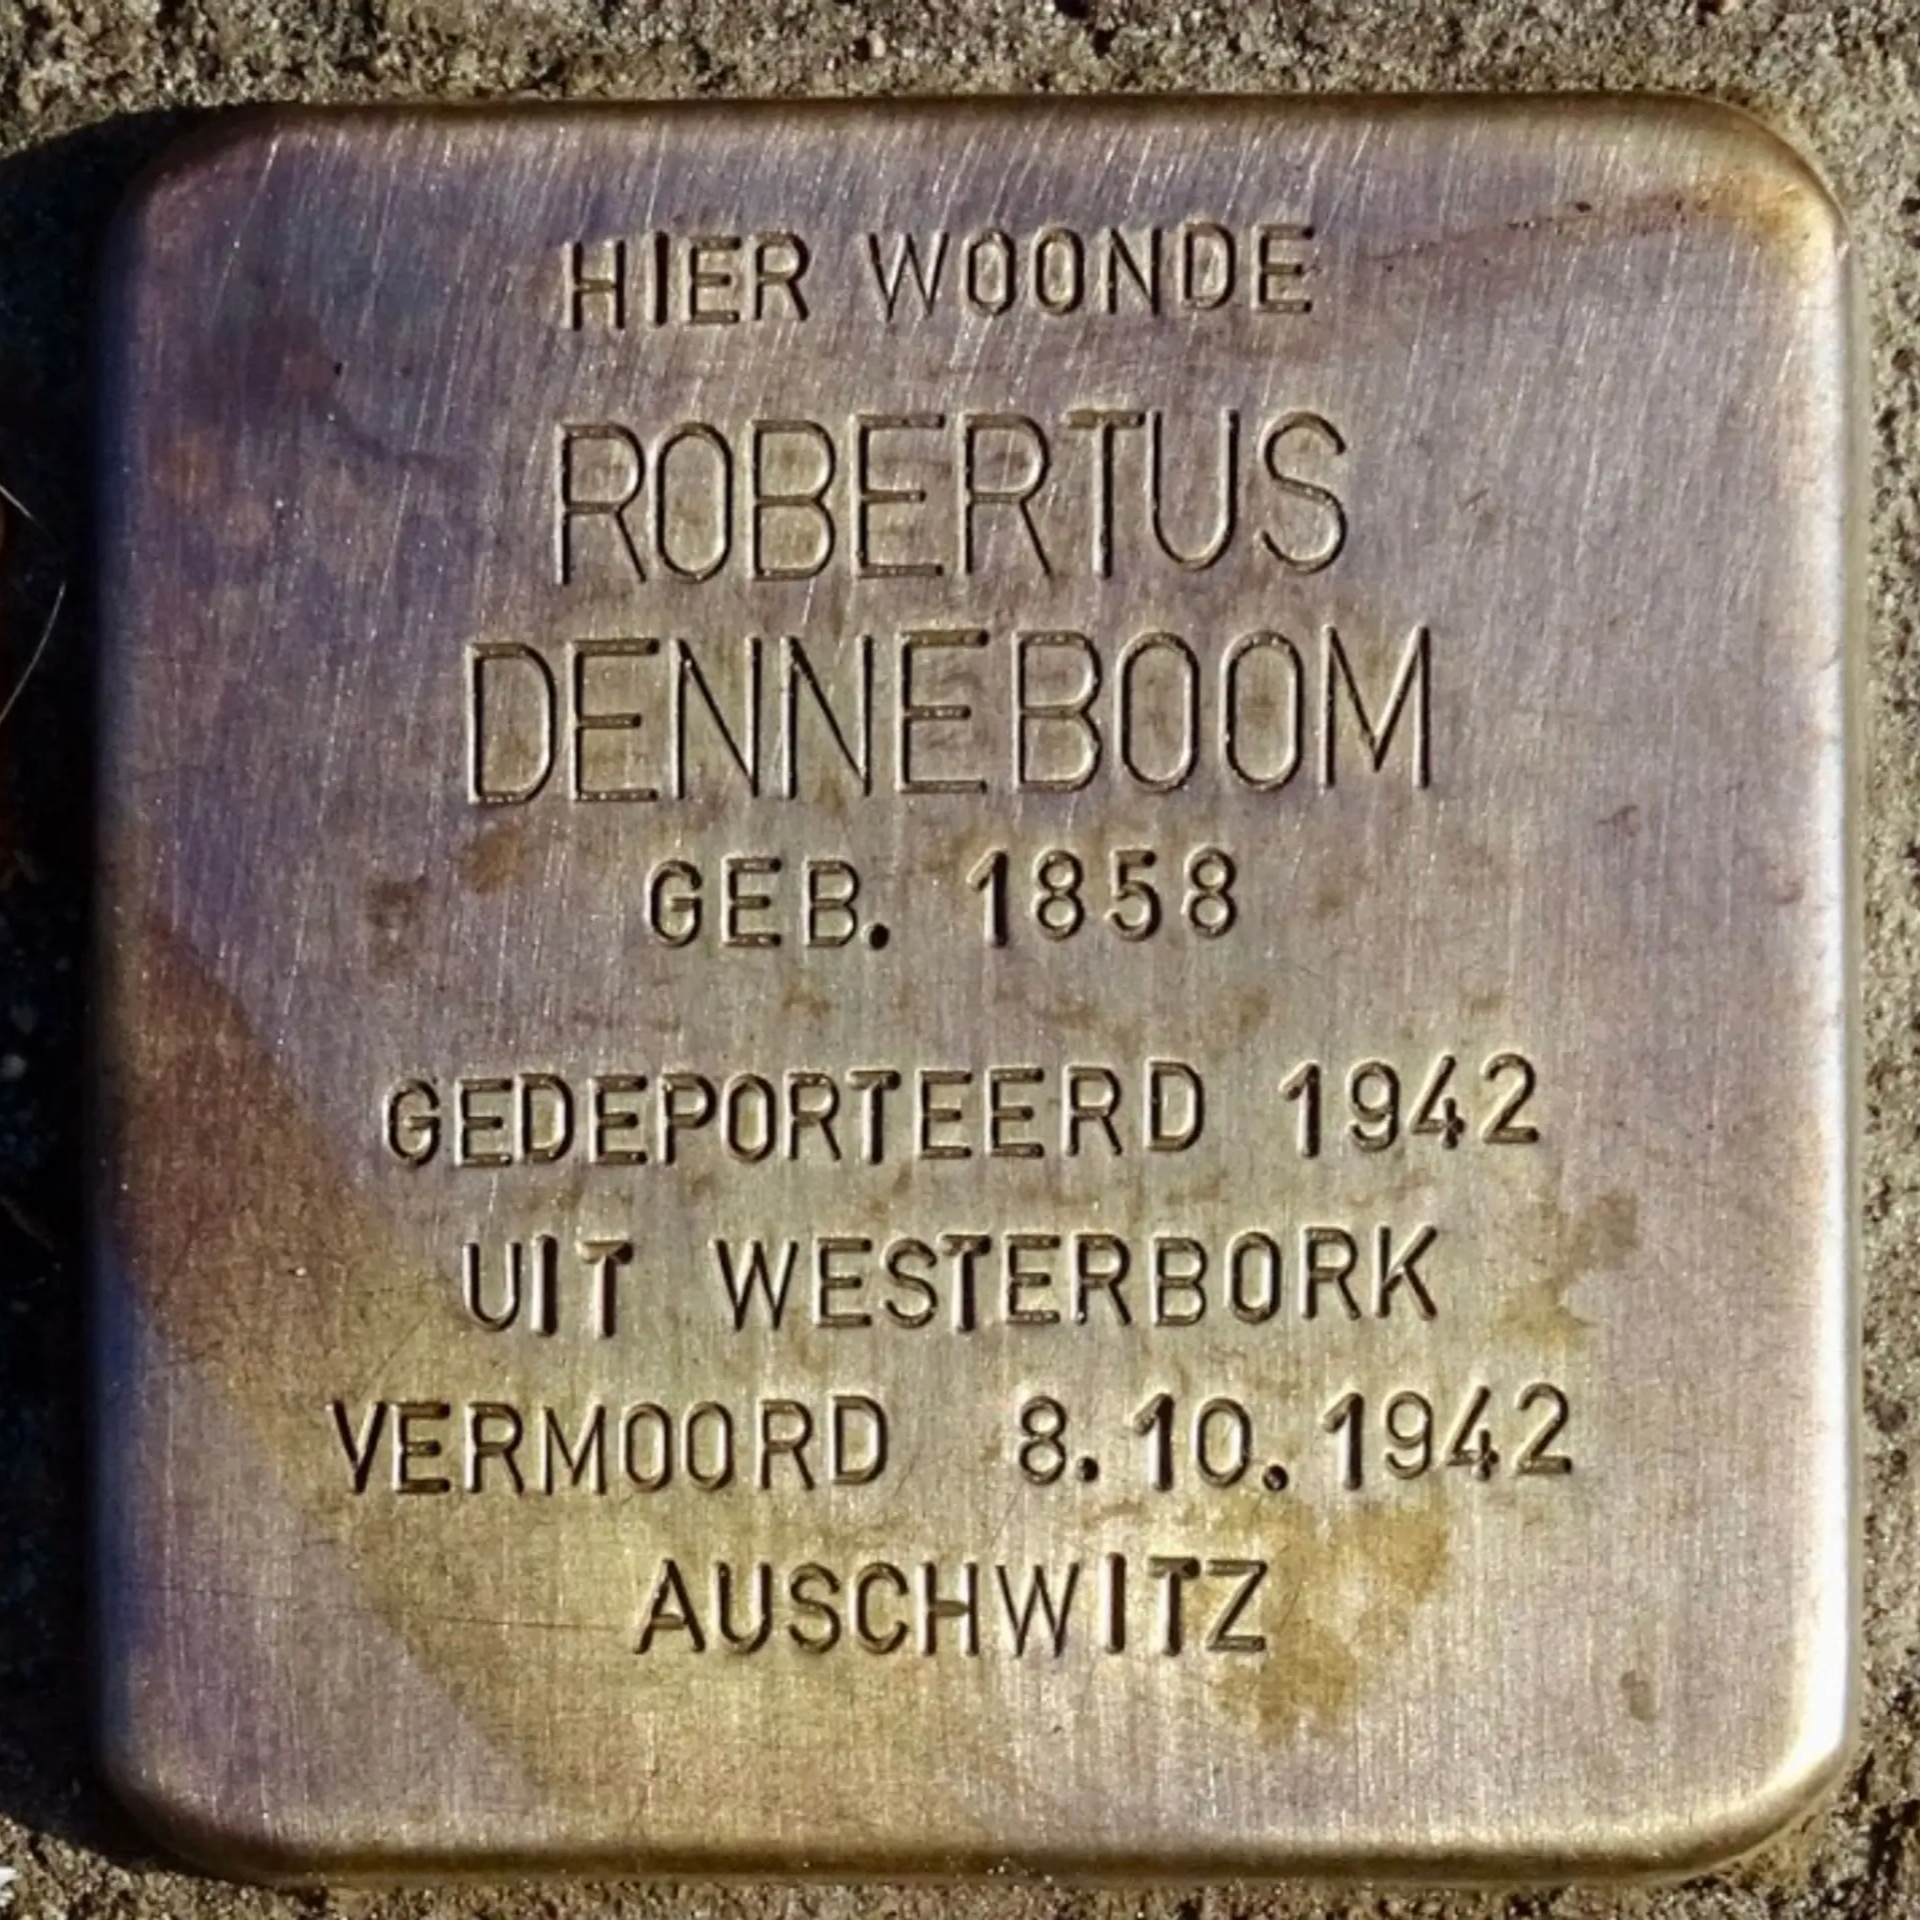 HIER WOONDE
ROBERTUS
DENNEBOOM
GEB. 1858
GEDEPORTEERD 1942
UIT WESTERBORK
VERMOORD 8.10.1942
AUSCHWITZ